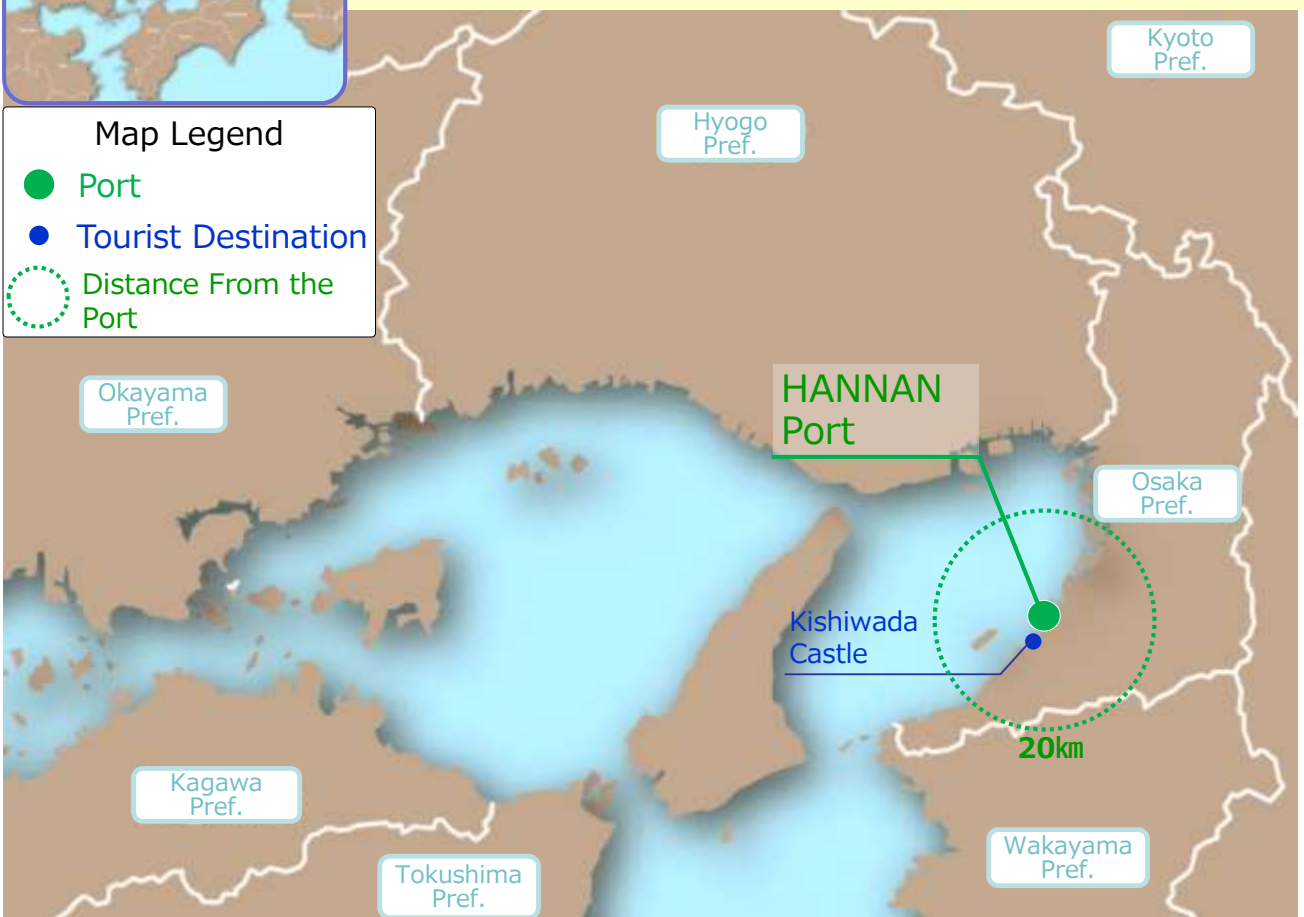 Kyoto
Pref.
Map Legend
Port
Tourist Destination
Distance From the
Port
Hyogo
Pref.
Okayama
Pref.
HANNAN
Port
Osaka
Pref.
Kishiwada
Castle
20km
Kagawa
Pref.
Wakayama
Pref.
Tokushima
Pref.